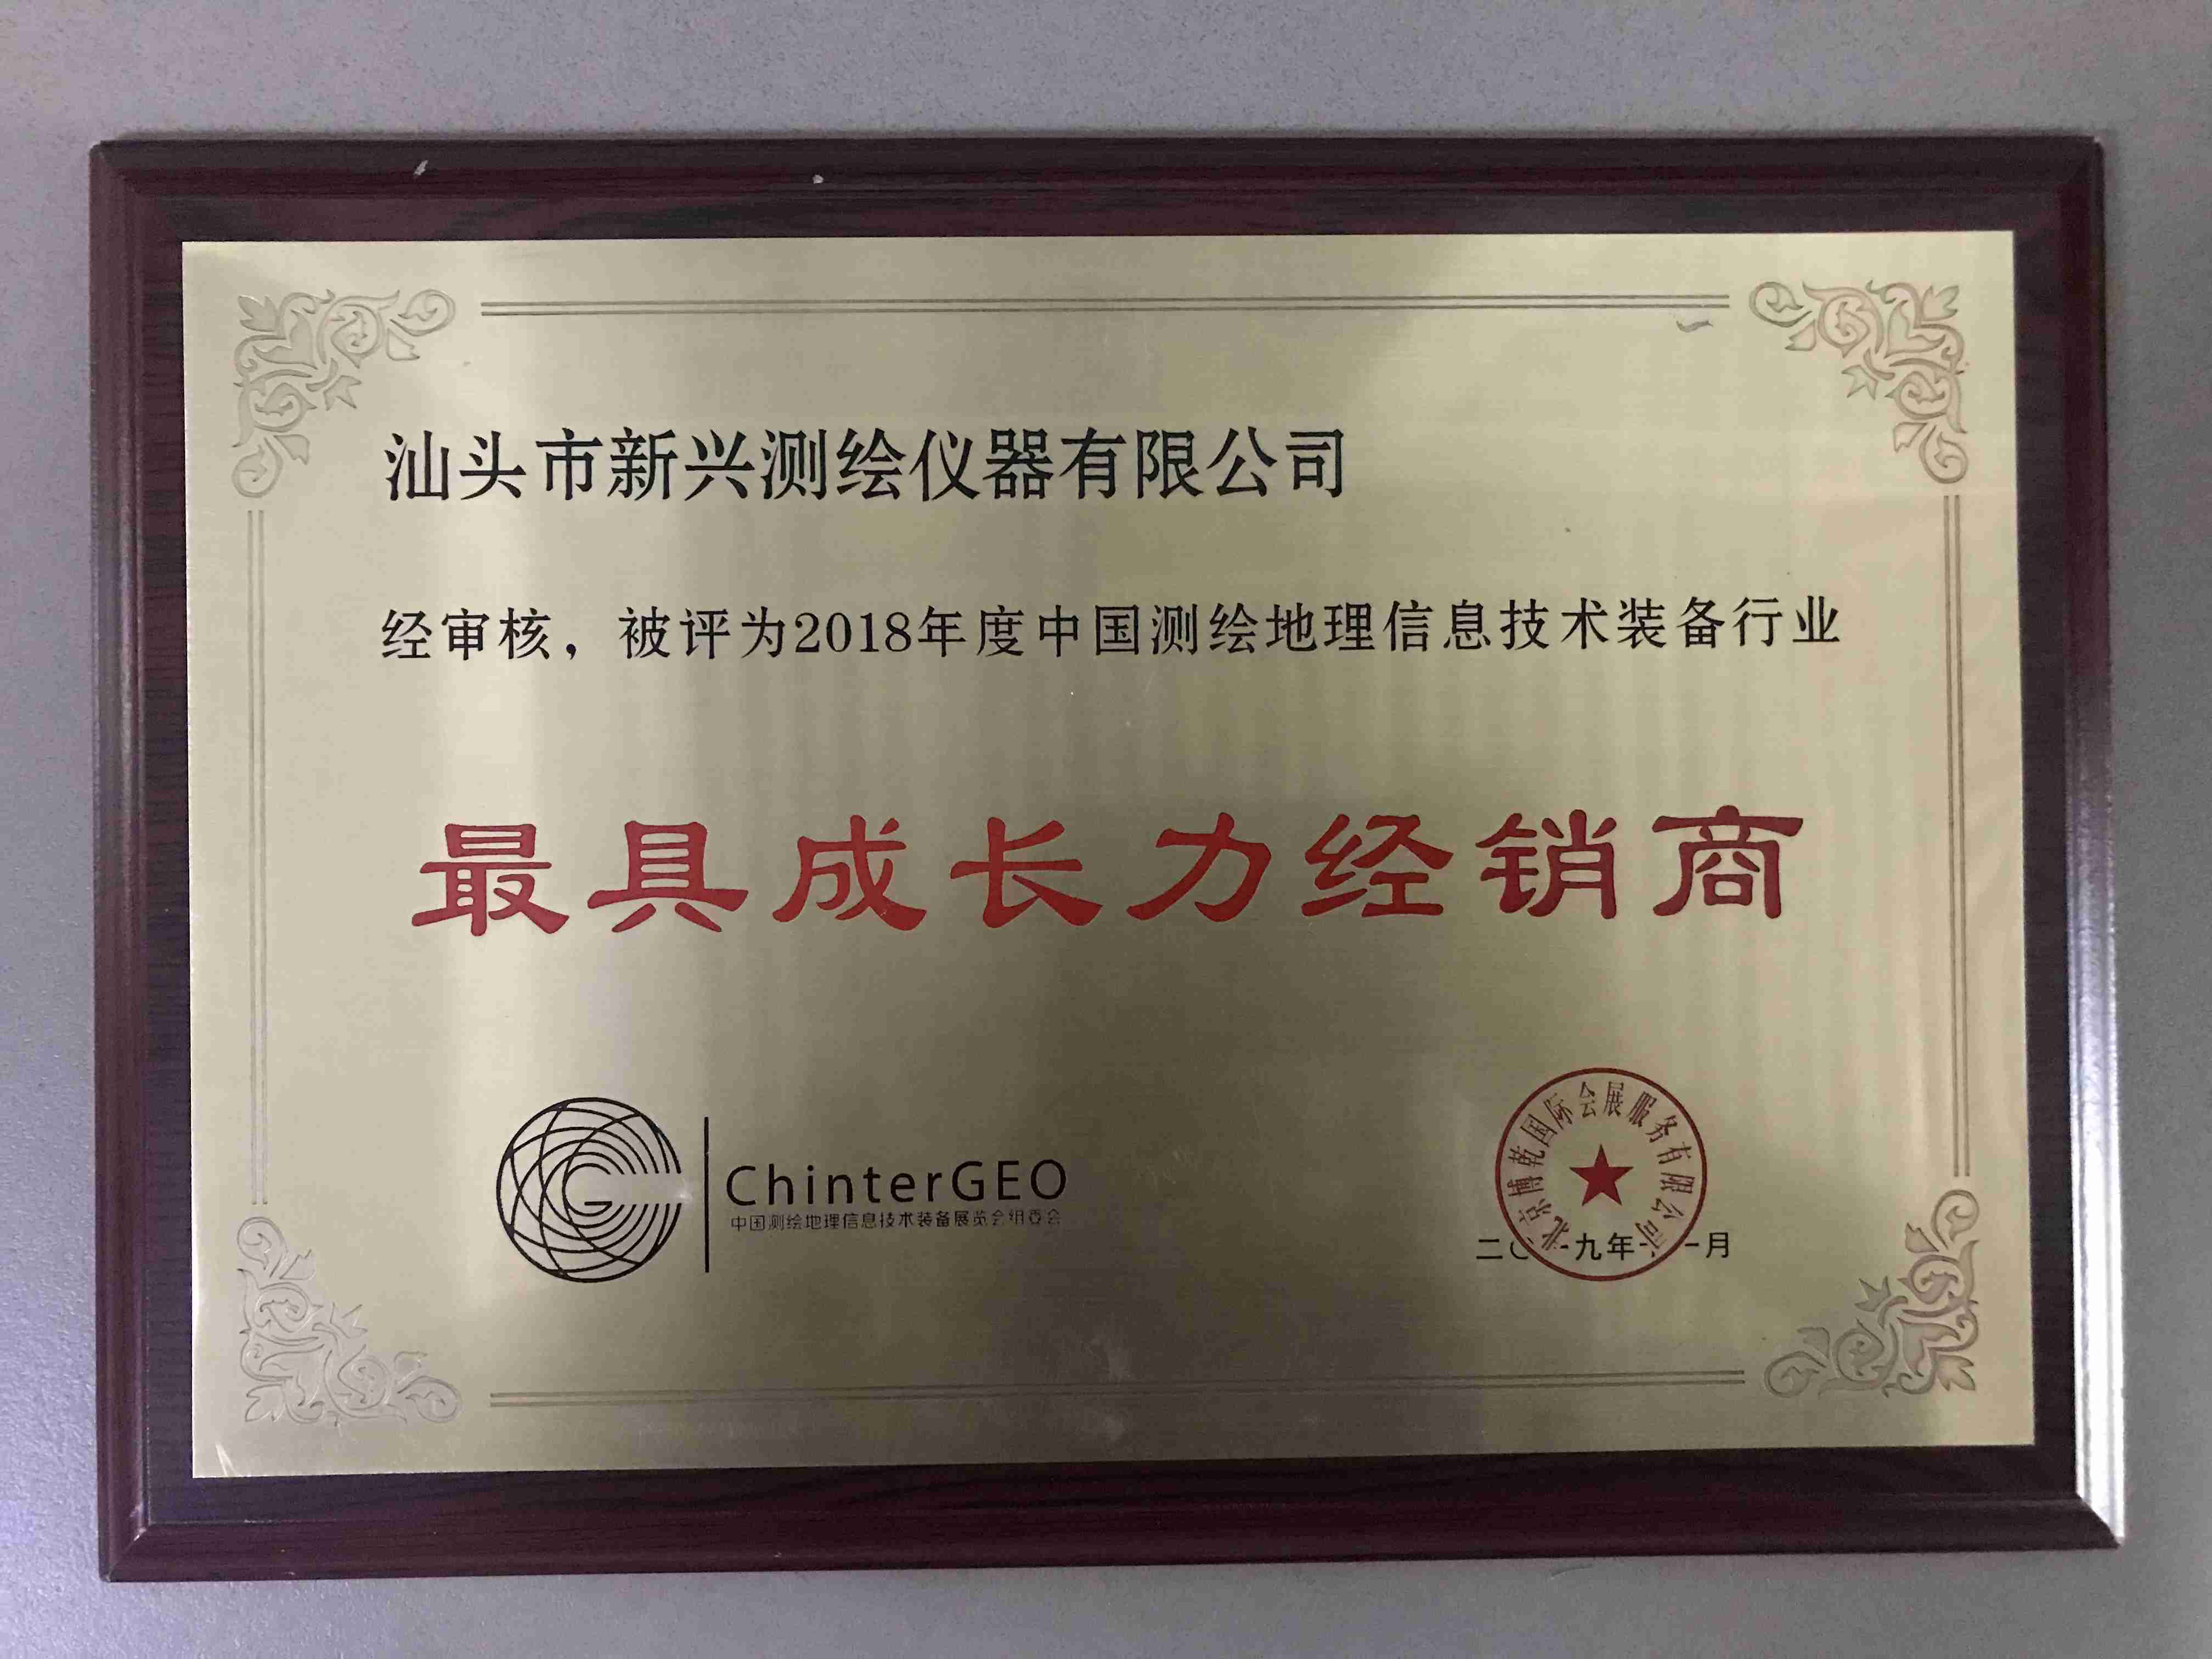 汕头市新兴测绘仪器有限公司
经审核，被评为2018年度中国测绘地理信息技术装备行业
最具成长力经销商
ChinterGEO
中国测绘地理信息技术装备展览会组委会
北京博乾国际会展服务有限公司
九年 一月